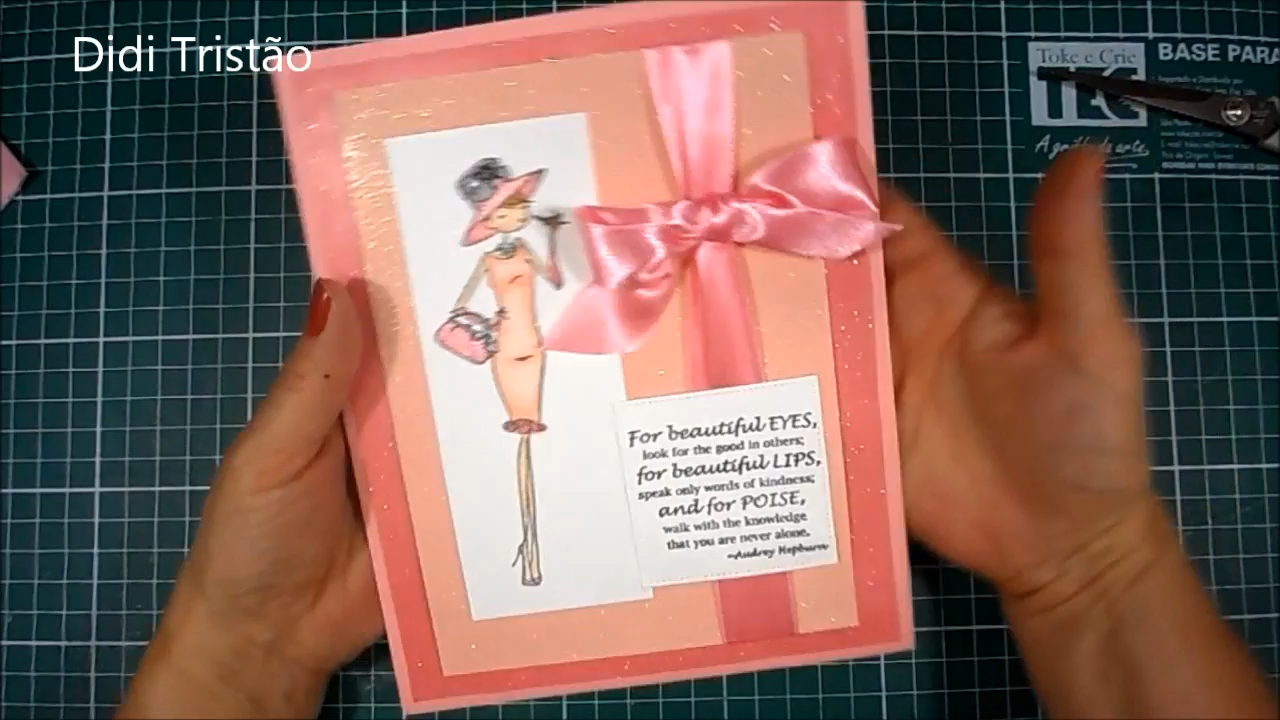 Didi Tristão
Toke e Crie
BASE PARA
TEC
For beautiful EYES,
look for the good in others;
for beautiful LIPS,
speak only words of kindness;
and for POISE,
walk with the knowledge
that you are never alone.
~Audrey Hepburn